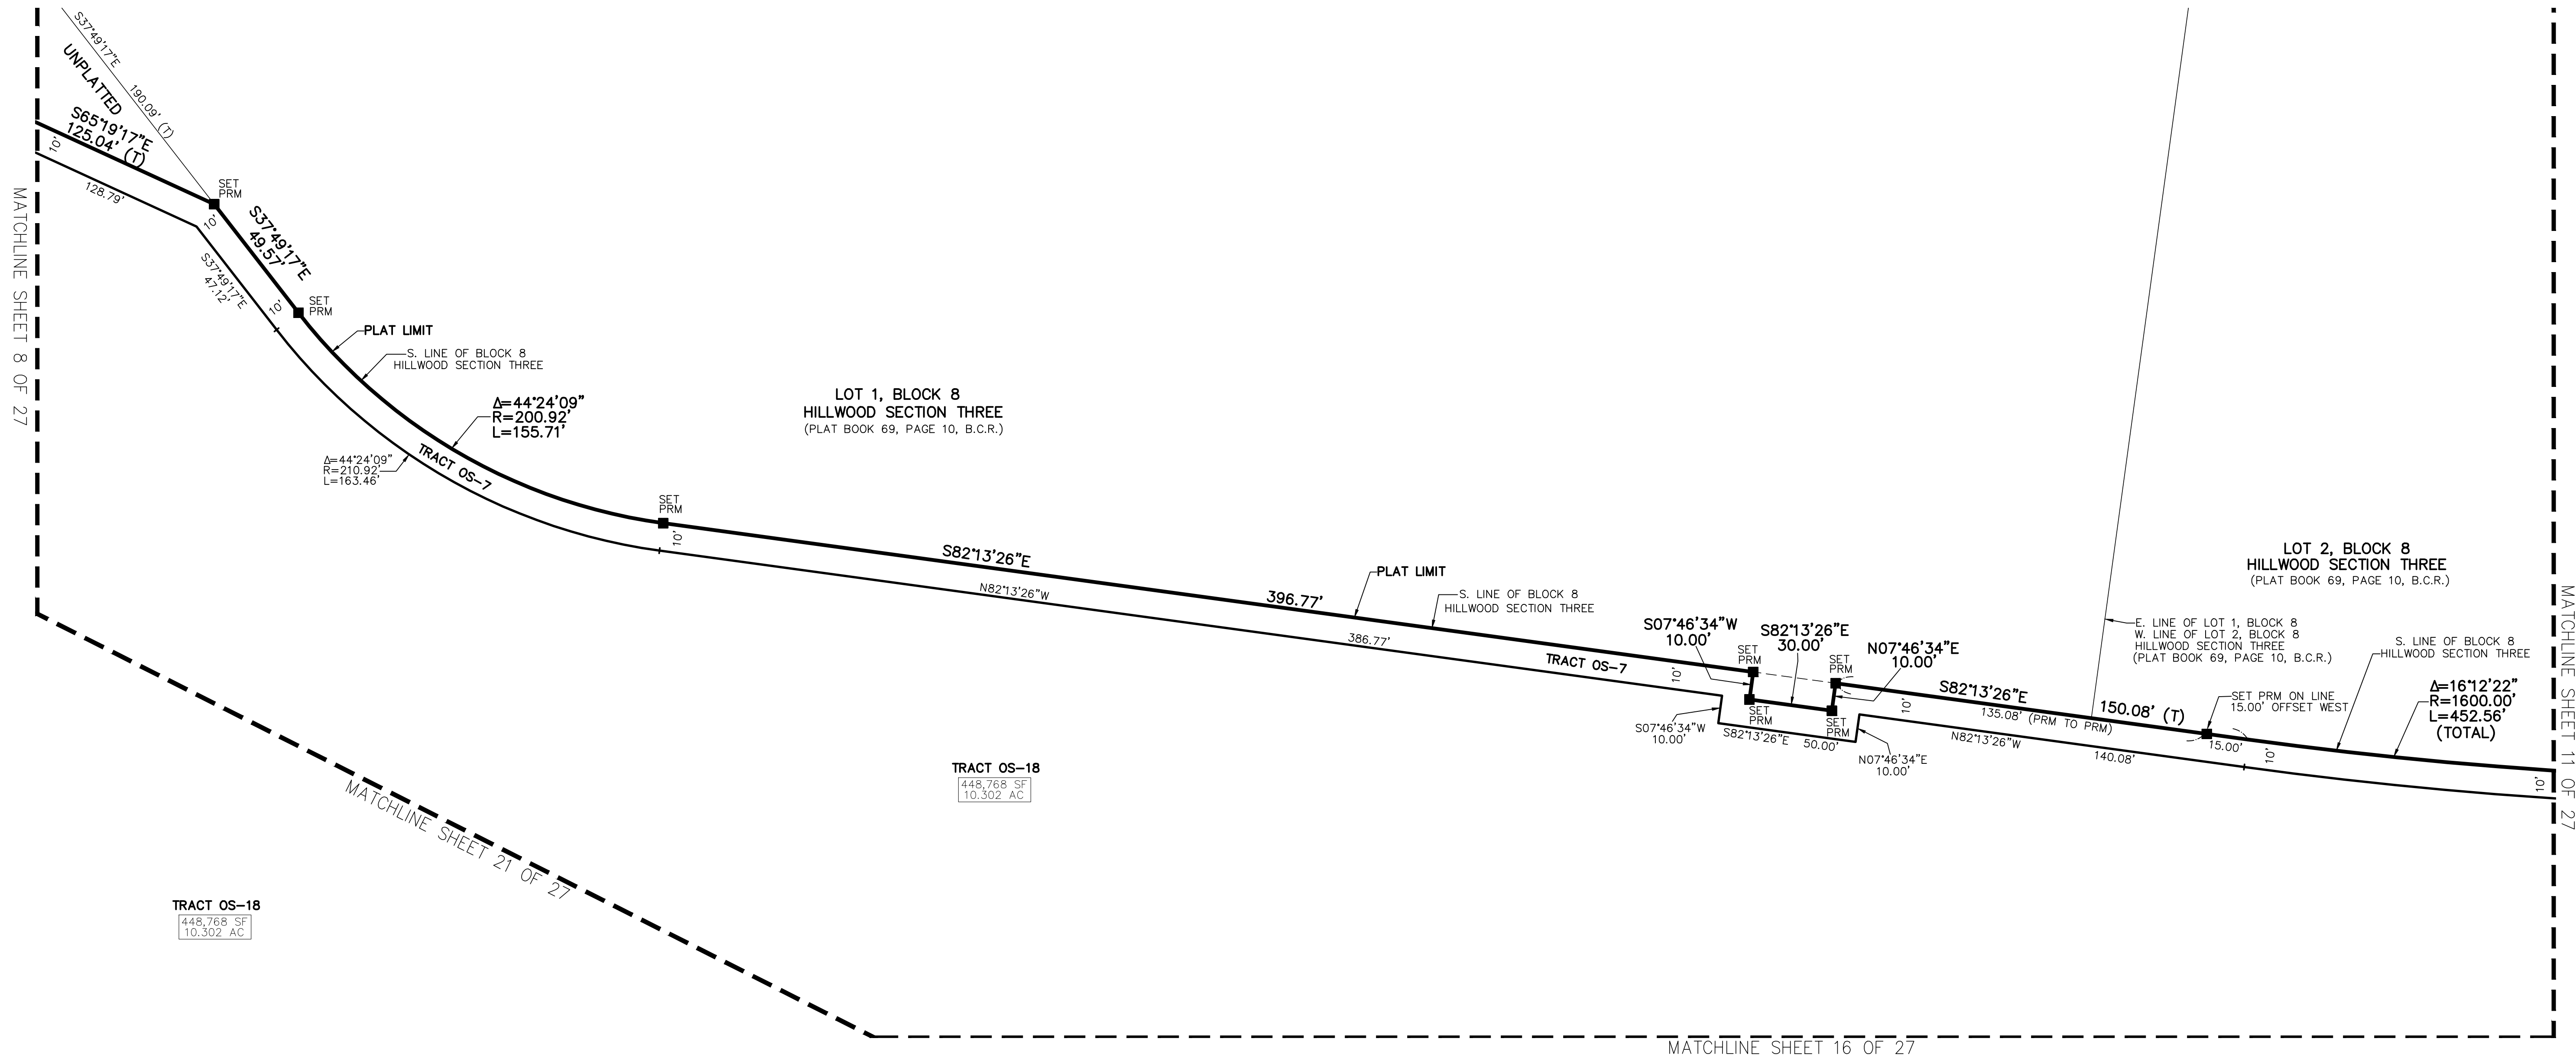 S37°49'17"E
190.09' (T)
UNPLATTED
S65°19'17"E
125.04' (T)
10'
128.79'
SET
PRM
10'
S37°49'17"E
49.57'
S37°49'17"E
47.12'
10'
SET
PRM
PLAT LIMIT
S. LINE OF BLOCK 8
HILLWOOD SECTION THREE
Δ=44°24'09"
R=200.92'
L=155.71'
Δ=44°24'09"
R=210.92'
L=163.46'
TRACT OS-7
LOT 1, BLOCK 8
HILLWOOD SECTION THREE
(PLAT BOOK 69, PAGE 10, B.C.R.)
SET
PRM
10'
S82°13'26"E
396.77'
N82°13'26"W
386.77'
PLAT LIMIT
S. LINE OF BLOCK 8
HILLWOOD SECTION THREE
TRACT OS-7
10'
S07°46'34"W
10.00'
S82°13'26"E
30.00'
N07°46'34"E
10.00'
SET
PRM
SET
PRM
SET
PRM
SET
PRM
S07°46'34"W
10.00'
S82°13'26"E
50.00'
N07°46'34"E
10.00'
10'
S82°13'26"E
150.08' (T)
135.08' (PRM TO PRM)
N82°13'26"W
140.08'
E. LINE OF LOT 1, BLOCK 8
W. LINE OF LOT 2, BLOCK 8
HILLWOOD SECTION THREE
(PLAT BOOK 69, PAGE 10, B.C.R.)
LOT 2, BLOCK 8
HILLWOOD SECTION THREE
(PLAT BOOK 69, PAGE 10, B.C.R.)
S. LINE OF BLOCK 8
HILLWOOD SECTION THREE
SET PRM ON LINE
15.00' OFFSET WEST
15.00'
10'
Δ=16°12'22"
R=1600.00'
L=452.56'
(TOTAL)
10'
TRACT OS-18
448,768 SF
10.302 AC
TRACT OS-18
448,768 SF
10.302 AC
MATCHLINE SHEET 8 OF 27
MATCHLINE SHEET 21 OF 27
MATCHLINE SHEET 16 OF 27
MATCHLINE SHEET 11 OF 27